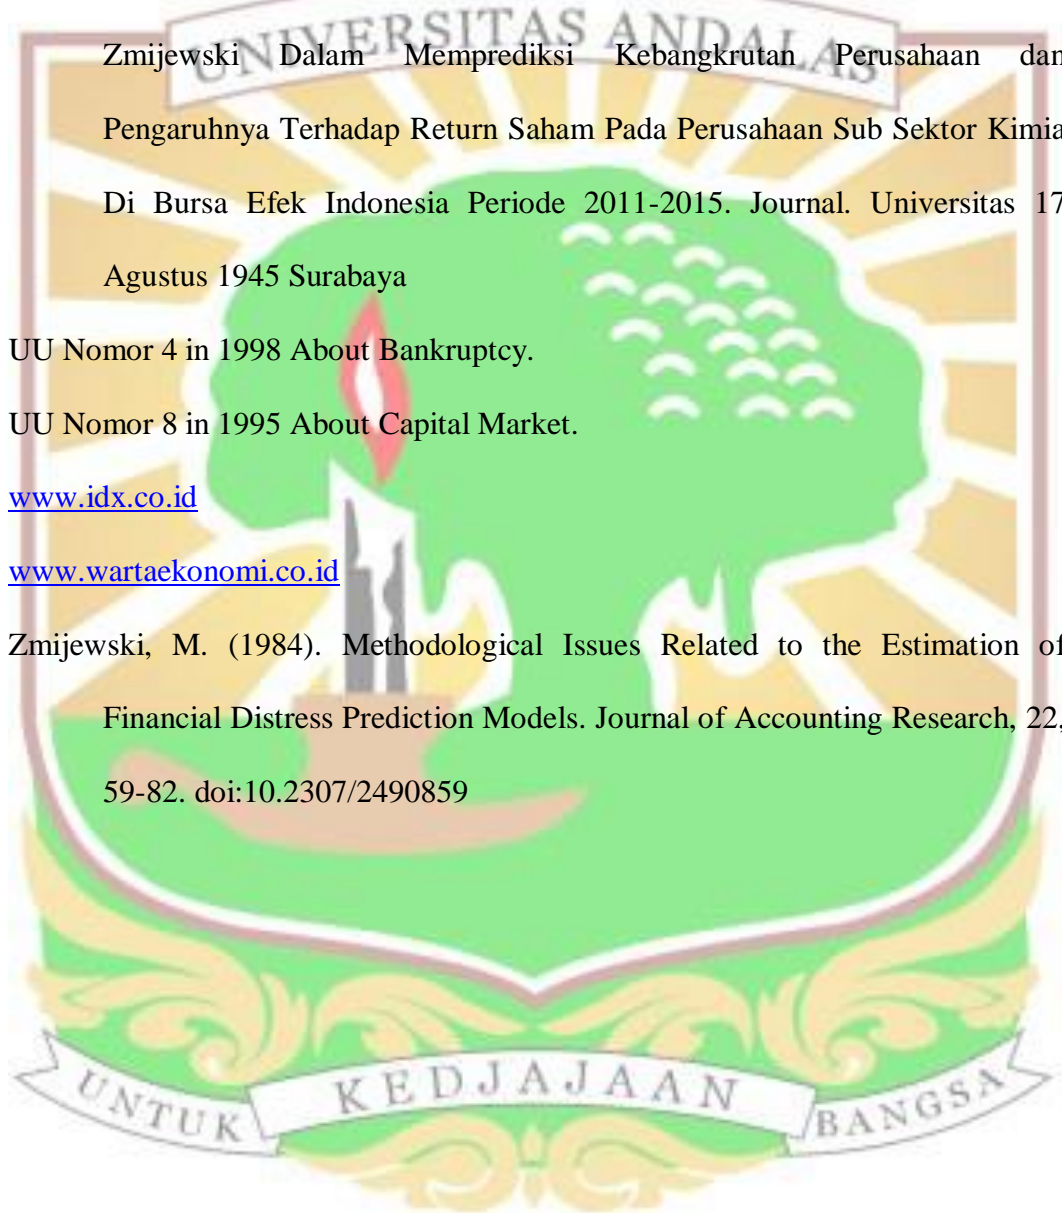 UNIVERSITAS ANDALAS
Zmijewski Dalam Memprediksi Kebangkrutan Perusahaan dan
Pengaruhnya Terhadap Return Saham Pada Perusahaan Sub Sektor Kimia
Di Bursa Efek Indonesia Periode 2011-2015. Journal. Universitas 17
Agustus 1945 Surabaya
UU Nomor 4 in 1998 About Bankruptcy.
UU Nomor 8 in 1995 About Capital Market.
www.idx.co.id
www.wartaekonomi.co.id
Zmijewski, M. (1984). Methodological Issues Related to the Estimation of
Financial Distress Prediction Models. Journal of Accounting Research, 22,
59-82. doi:10.2307/2490859
UNTUK KEDJAJAAN BANGSA